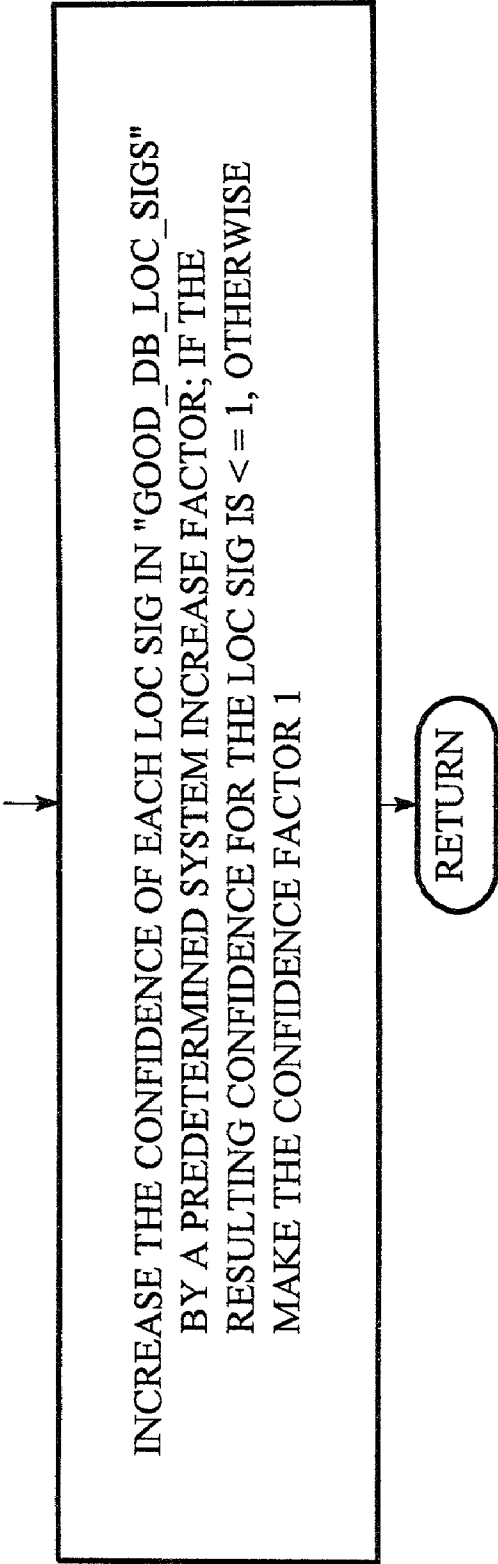 INCREASE THE CONFIDENCE OF EACH LOC SIG IN "GOOD_DB_LOC_SIGS"
BY A PREDETERMINED SYSTEM INCREASE FACTOR; IF THE
RESULTING CONFIDENCE FOR THE LOC SIG IS < = 1, OTHERWISE
MAKE THE CONFIDENCE FACTOR 1
RETURN